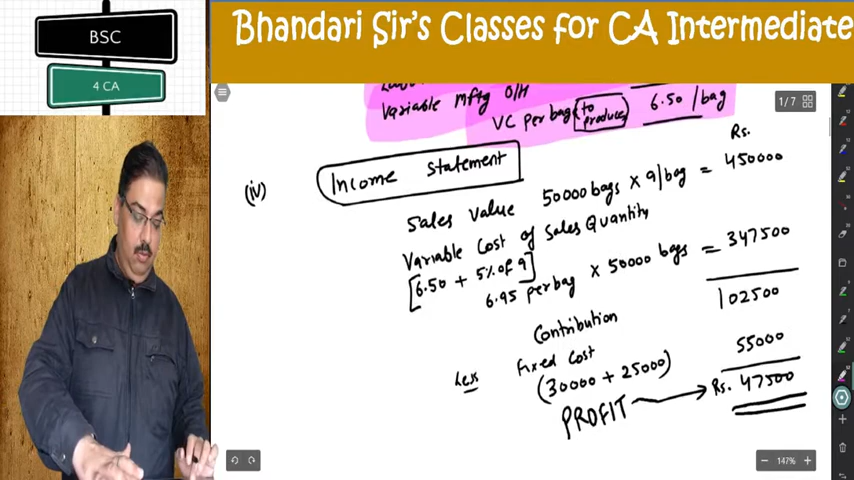 BSC
4 CA
Bhandari Sir's Classes for CA Intermediate
Variable Mftg O/H
VC per bag (to produce) 6.50 / bag
1/7
Rs.
(iv) Income Statement
Sales Value 50000 bags × 9/bag = 450000
Variable Cost of Sales Quantity
[6.50 + 5% of 9]
6.95 per bag × 50000 bags = 347500
Contribution 102500
Less Fixed Cost 55000
(30000 + 25000)
PROFIT → Rs. 47500
147%